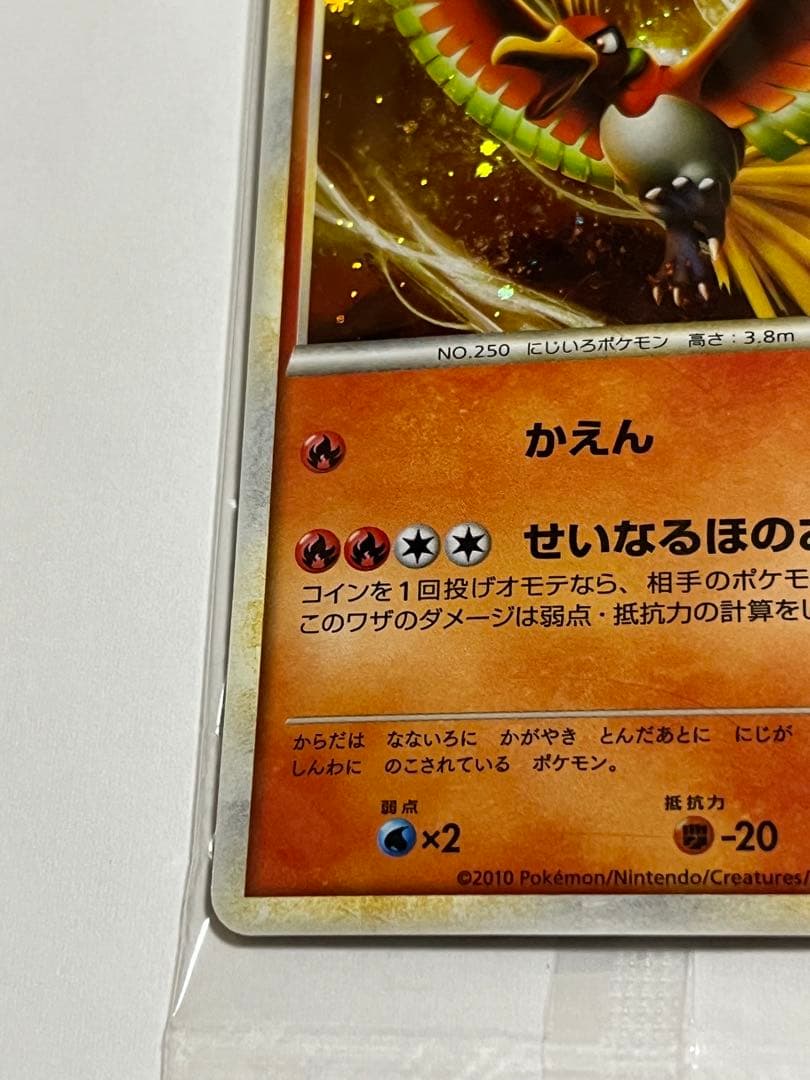 NO.250 にじいろポケモン 高さ：3.8m
かえん
せいなるほのお
コインを1回投げオモテなら、相手のポケモ
このワザのダメージは弱点・抵抗力の計算をし
からだは なないろに かがやき とんだあとに にじが
しんわに のこされている ポケモン。
弱点 抵抗力
×2 -20
©2010 Pokémon/Nintendo/Creatures/